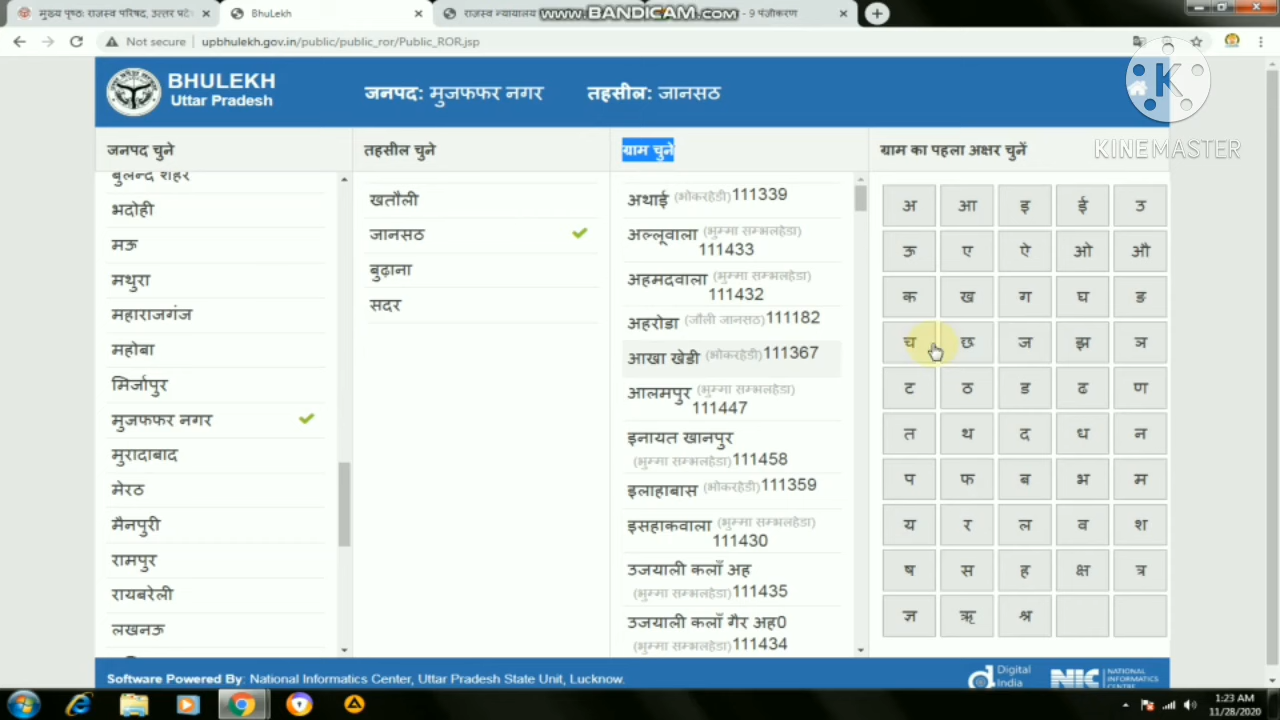 मुख्य पृष्ठ: राजस्व परिषद, उत्तर प्रदे
BhuLekh
राजस्व न्यायालय
www.BANDICAM.com
- 9 पंजीकरण
Not secure
upbhulekh.gov.in/public/public_ror/Public_ROR.jsp
BHULEKH
Uttar Pradesh
जनपद: मुजफफर नगर
तहसील: जानसठ
K
KINEMASTER
जनपद चुने
तहसील चुने
ग्राम चुने
ग्राम का पहला अक्षर चुनें
बुलन्द शहर
भदोही
मऊ
मथुरा
महाराजगंज
महोबा
मिर्जापुर
मुजफफर नगर
मुरादाबाद
मेरठ
मैनपुरी
रामपुर
रायबरेली
लखनऊ
खतौली
जानसठ
बुढ़ाना
सदर
अथाई (भोकरहेडी)111339
अल्लूवाला (भुम्मा सम्भलहेडा)
111433
अहमदवाला (भुम्मा सम्भलहेडा)
111432
अहरोडा (जौली जानसठ)111182
आखा खेडी (भोकरहेडी)111367
आलमपुर (भुम्मा सम्भलहेडा)
111447
इनायत खानपुर
(भुम्मा सम्भलहेडा)111458
इलाहाबास (भोकरहेडी)111359
इसहाकवाला (भुम्मा सम्भलहेडा)
111430
उजयाली कलाँ अह
(भुम्मा सम्भलहेडा)111435
उजयाली कलाँ गैर अह0
(भुम्मा सम्भलहेडा)111434
अ आ इ ई उ
ऊ ए ऐ ओ औ
क ख ग घ ङ
च छ ज झ ञ
ट ठ ड ढ ण
त थ द ध न
प फ ब भ म
य र ल व श
ष स ह क्ष त्र
ज्ञ ऋ श्र
Software Powered By: National Informatics Center, Uttar Pradesh State Unit, Lucknow.
Digital
India
NIC
NATIONAL
INFORMATICS
CENTRE
1:23 AM
11/28/2020